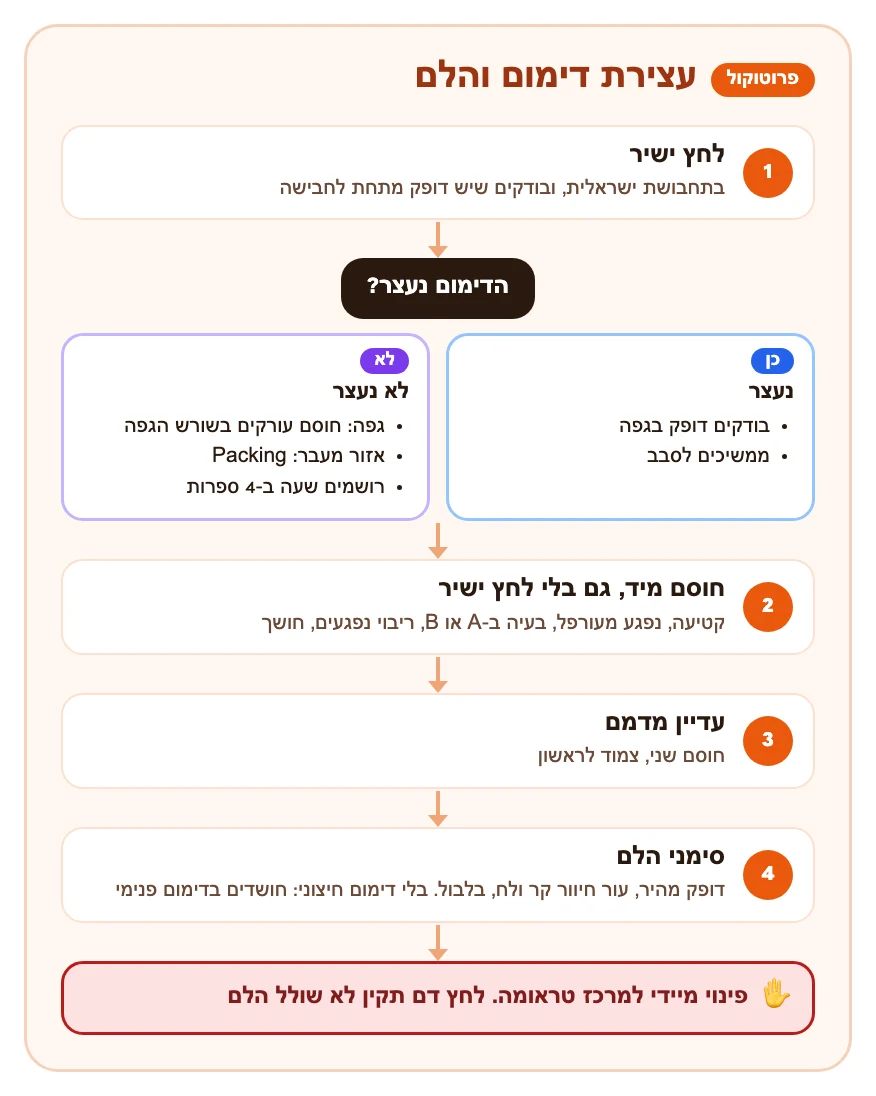 פרוטוקול עצירת דימום והלם
1
לחץ ישיר
בתחבושת ישראלית, ובודקים שיש דופק מתחת לחבישה
הדימום נעצר?
כן
נעצר
• בודקים דופק בגפה
• ממשיכים לסבב
לא
לא נעצר
• גפה: חוסם עורקים בשורש הגפה
• אזור מעבר: Packing
• רושמים שעה ב-4 ספרות
2
חוסם מיד, גם בלי לחץ ישיר
קטיעה, נפגע מעורפל, בעיה ב-A או B, ריבוי נפגעים, חושך
3
עדיין מדמם
חוסם שני, צמוד לראשון
4
סימני הלם
דופק מהיר, עור חיוור קר ולח, בלבול. בלי דימום חיצוני: חושדים בדימום פנימי
✋ פינוי מיידי למרכז טראומה. לחץ דם תקין לא שולל הלם